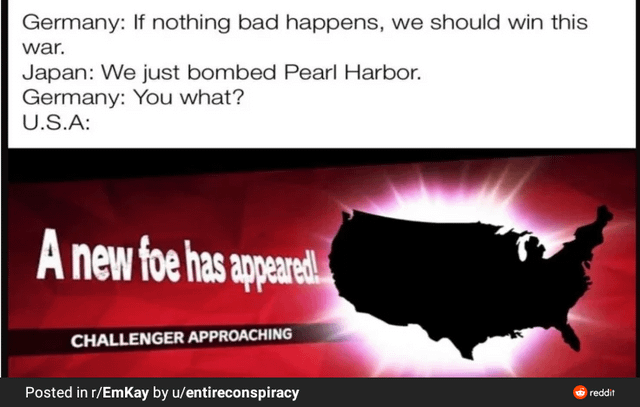 Germany: If nothing bad happens, we should win this
war.
Japan: We just bombed Pearl Harbor.
Germany: You what?
U.S.A:
A new foe has appeared!
CHALLENGER APPROACHING
Posted in r/EmKay by u/entireconspiracy
reddit